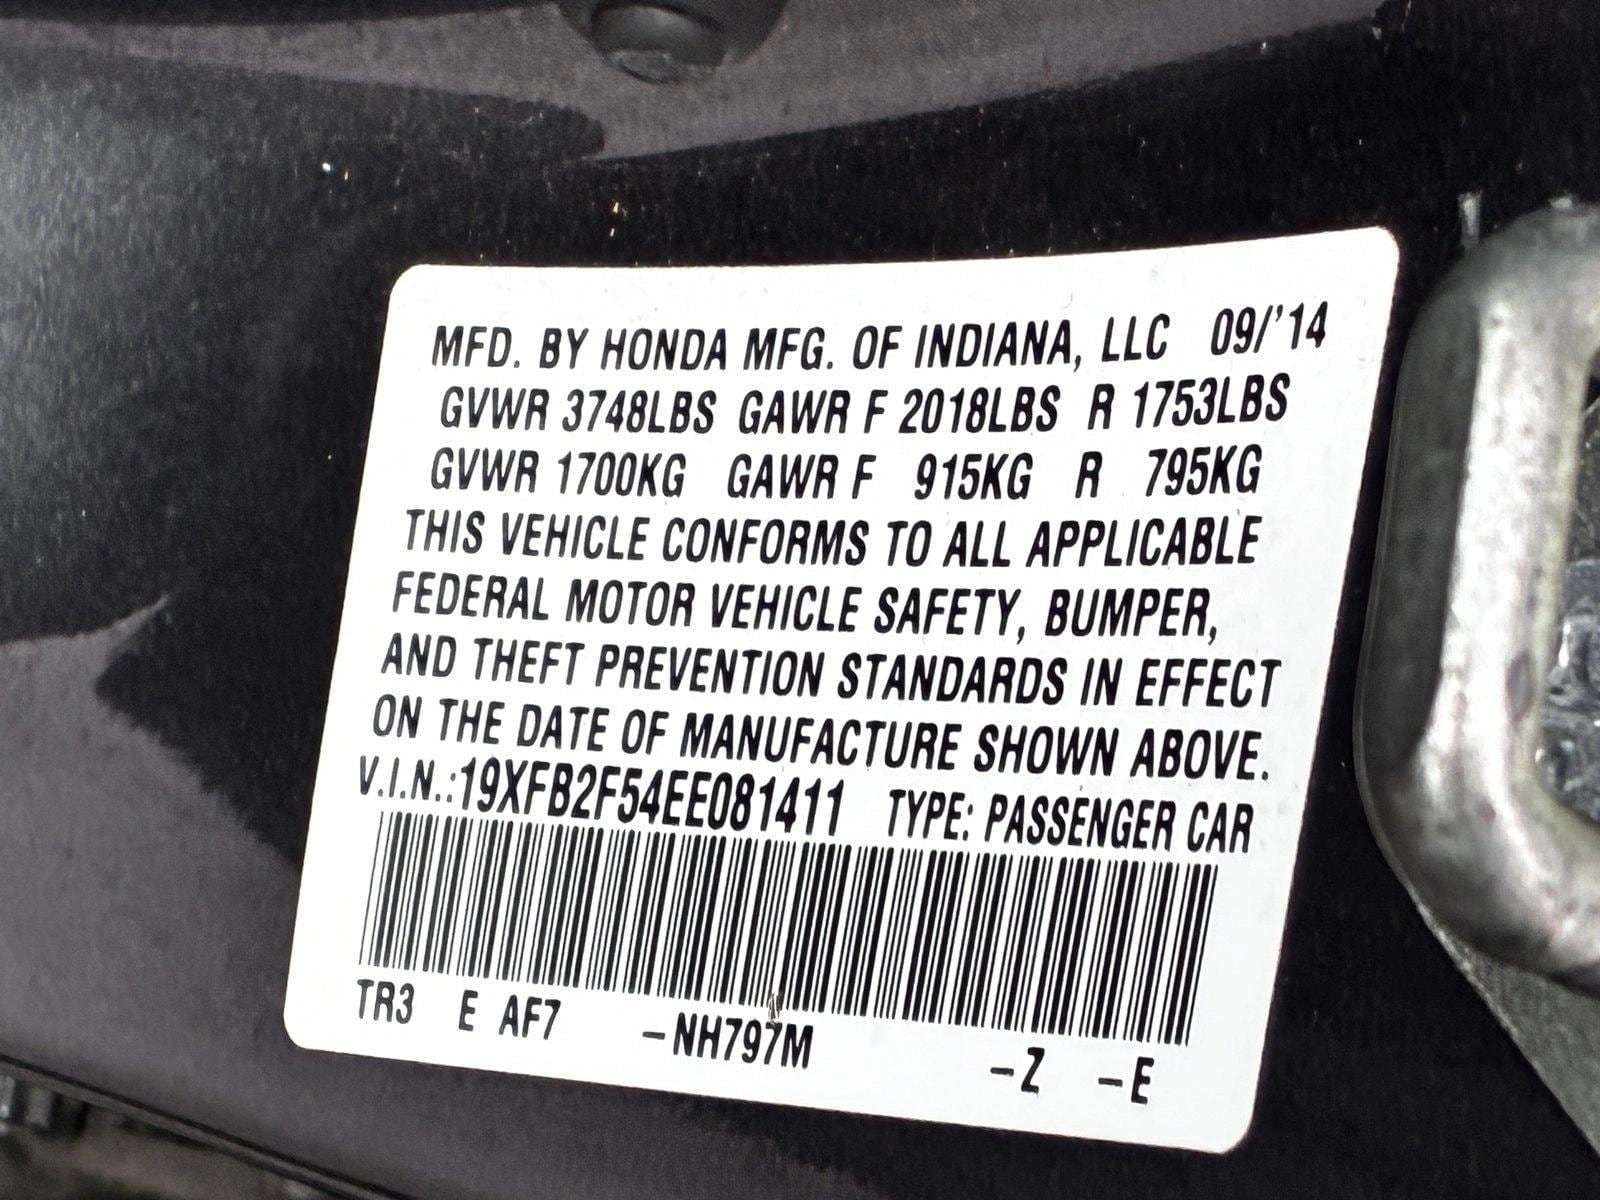 MFD. BY HONDA MFG. OF INDIANA, LLC 09/'14
GVWR 3748LBS GAWR F 2018LBS R 1753LBS
GVWR 1700KG GAWR F 915KG R 795KG
THIS VEHICLE CONFORMS TO ALL APPLICABLE
FEDERAL MOTOR VEHICLE SAFETY, BUMPER,
AND THEFT PREVENTION STANDARDS IN EFFECT
ON THE DATE OF MANUFACTURE SHOWN ABOVE.
V.I.N.:19XFB2F54EE081411 TYPE: PASSENGER CAR
TR3 E AF7 -NH797M -Z -E